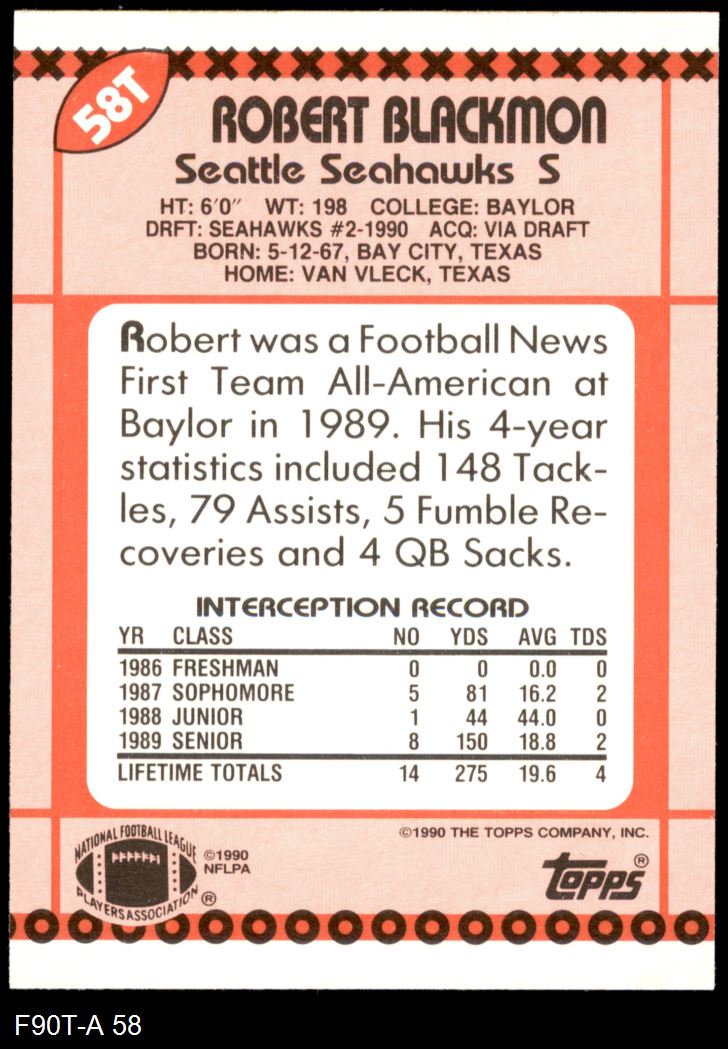 58T
ROBERT BLACKMON
Seattle Seahawks S
HT: 6'0" WT: 198 COLLEGE: BAYLOR
DRFT: SEAHAWKS #2-1990 ACQ: VIA DRAFT
BORN: 5-12-67, BAY CITY, TEXAS
HOME: VAN VLECK, TEXAS
Robert was a Football News
First Team All-American at
Baylor in 1989. His 4-year
statistics included 148 Tack-
les, 79 Assists, 5 Fumble Re-
coveries and 4 QB Sacks.
INTERCEPTION RECORD
YR CLASS NO YDS AVG TDS
1986 FRESHMAN 0 0 0.0 0
1987 SOPHOMORE 5 81 16.2 2
1988 JUNIOR 1 44 44.0 0
1989 SENIOR 8 150 18.8 2
LIFETIME TOTALS 14 275 19.6 4
©1990 THE TOPPS COMPANY, INC.
NATIONAL FOOTBALL LEAGUE
PLAYERS ASSOCIATION ®
©1990
NFLPA
Topps ®
F90T-A 58